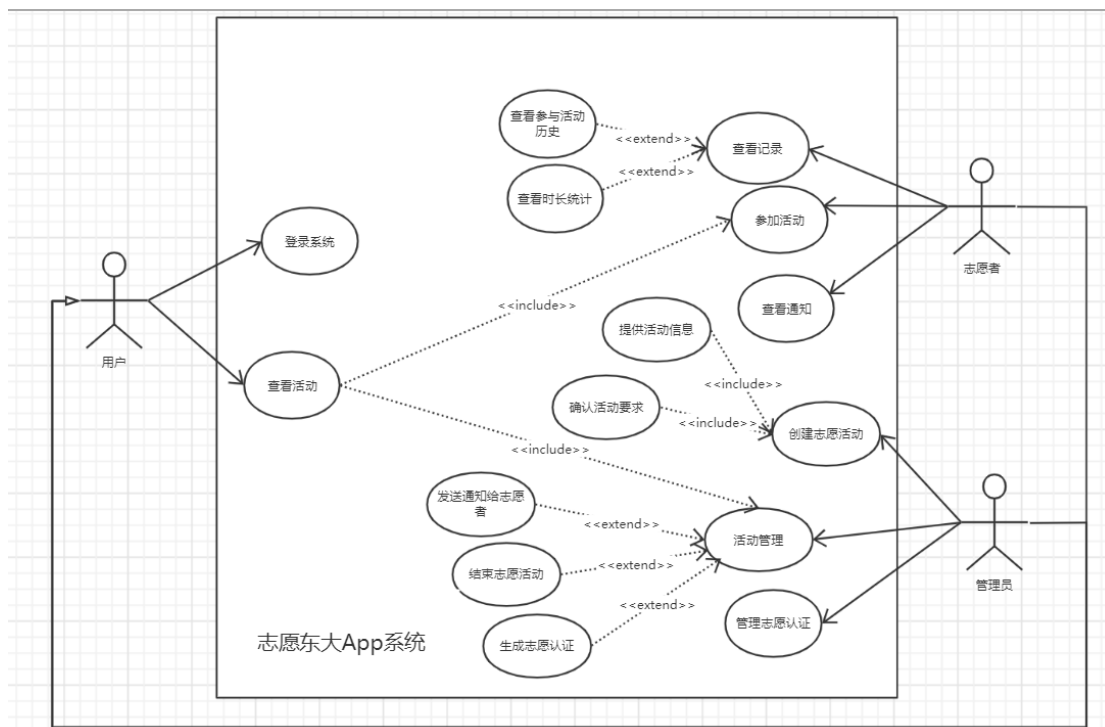 查看参与活动
历史
<<extend>>
查看记录
<<extend>>
查看时长统计
参加活动
登录系统
志愿者
<<include>>
查看通知
提供活动信息
用户
查看活动
<<include>>
确认活动要求
<<include>>
创建志愿活动
<<include>>
发送通知给志愿
者
<<extend>>
活动管理
<<extend>>
结束志愿活动
管理员
<<extend>>
管理志愿认证
生成志愿认证
志愿东大App系统